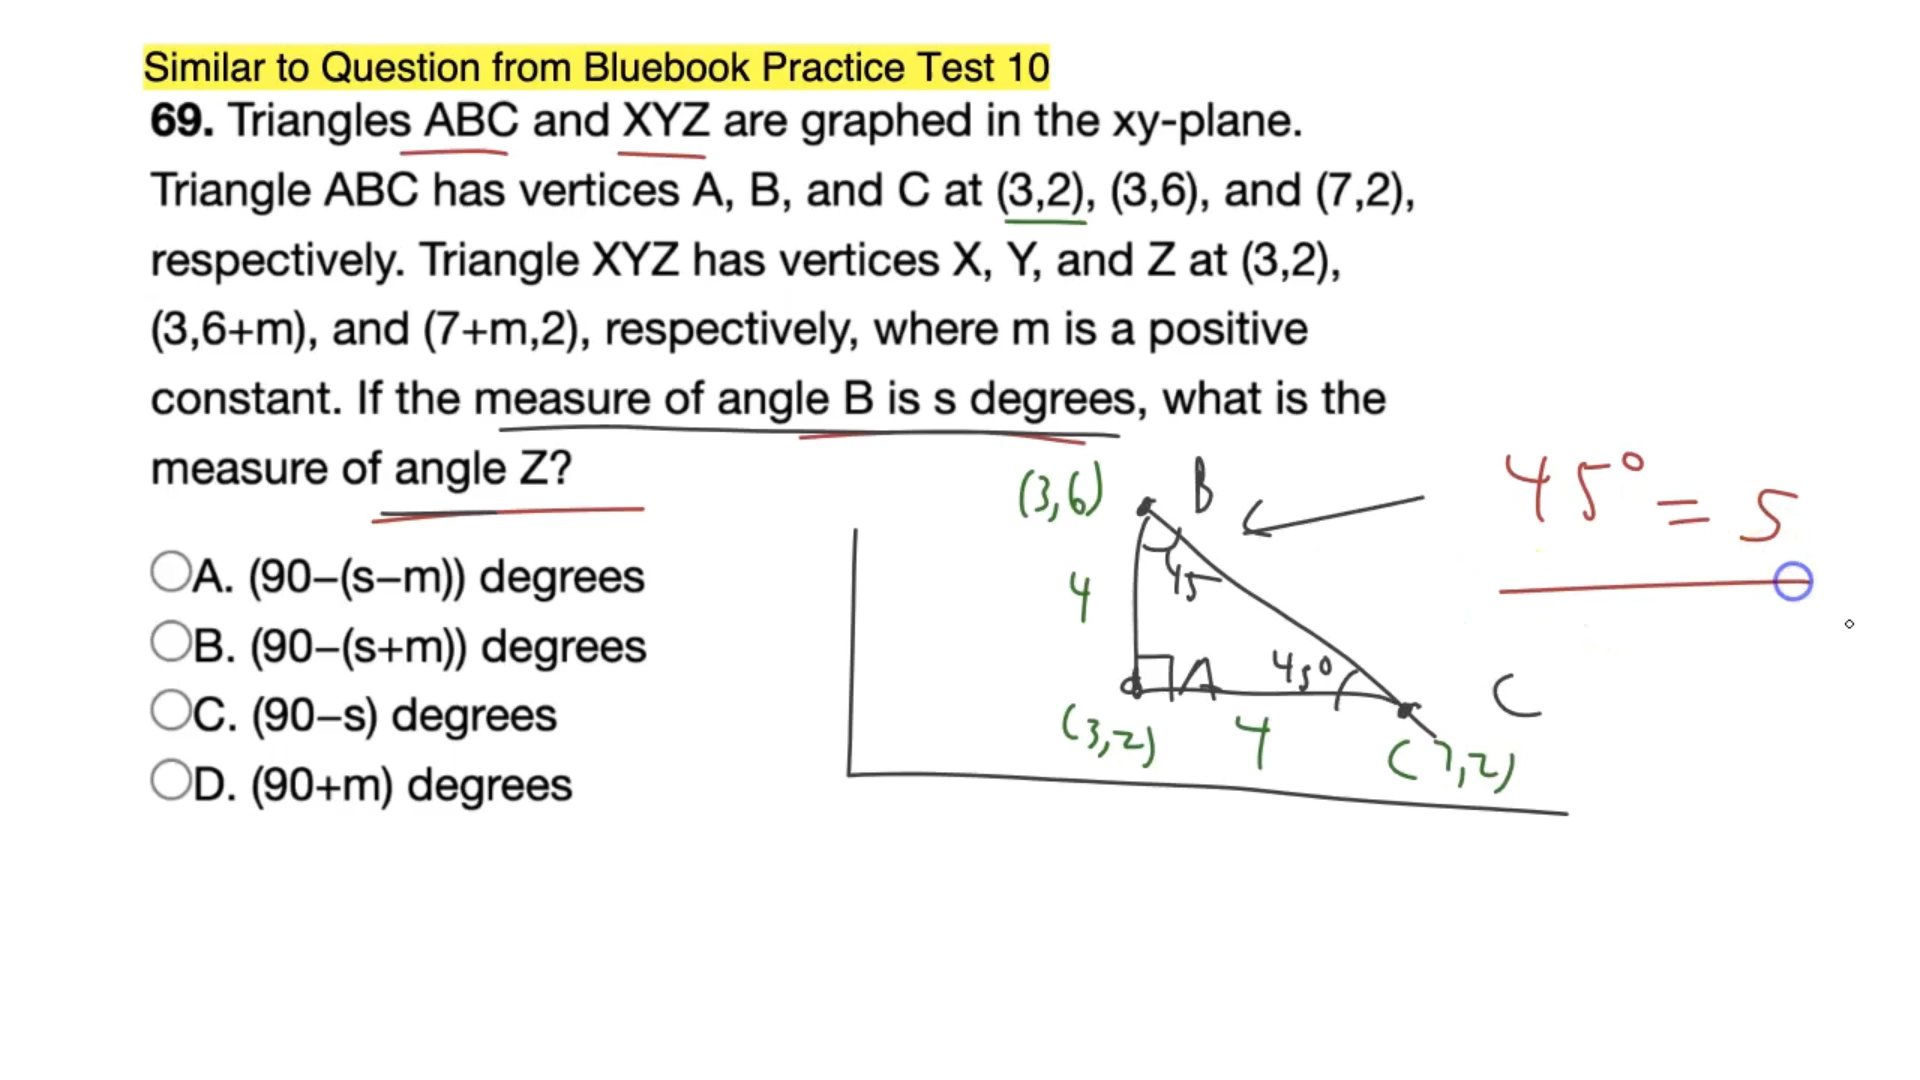 Similar to Question from Bluebook Practice Test 10
69. Triangles ABC and XYZ are graphed in the xy-plane.
Triangle ABC has vertices A, B, and C at (3,2), (3,6), and (7,2),
respectively. Triangle XYZ has vertices X, Y, and Z at (3,2),
(3,6+m), and (7+m,2), respectively, where m is a positive
constant. If the measure of angle B is s degrees, what is the
measure of angle Z?
A. (90–(s–m)) degrees
B. (90–(s+m)) degrees
C. (90–s) degrees
D. (90+m) degrees
(3,6) B
45° = s
4
45
A 45° C
(3,2) 4 (7,2)